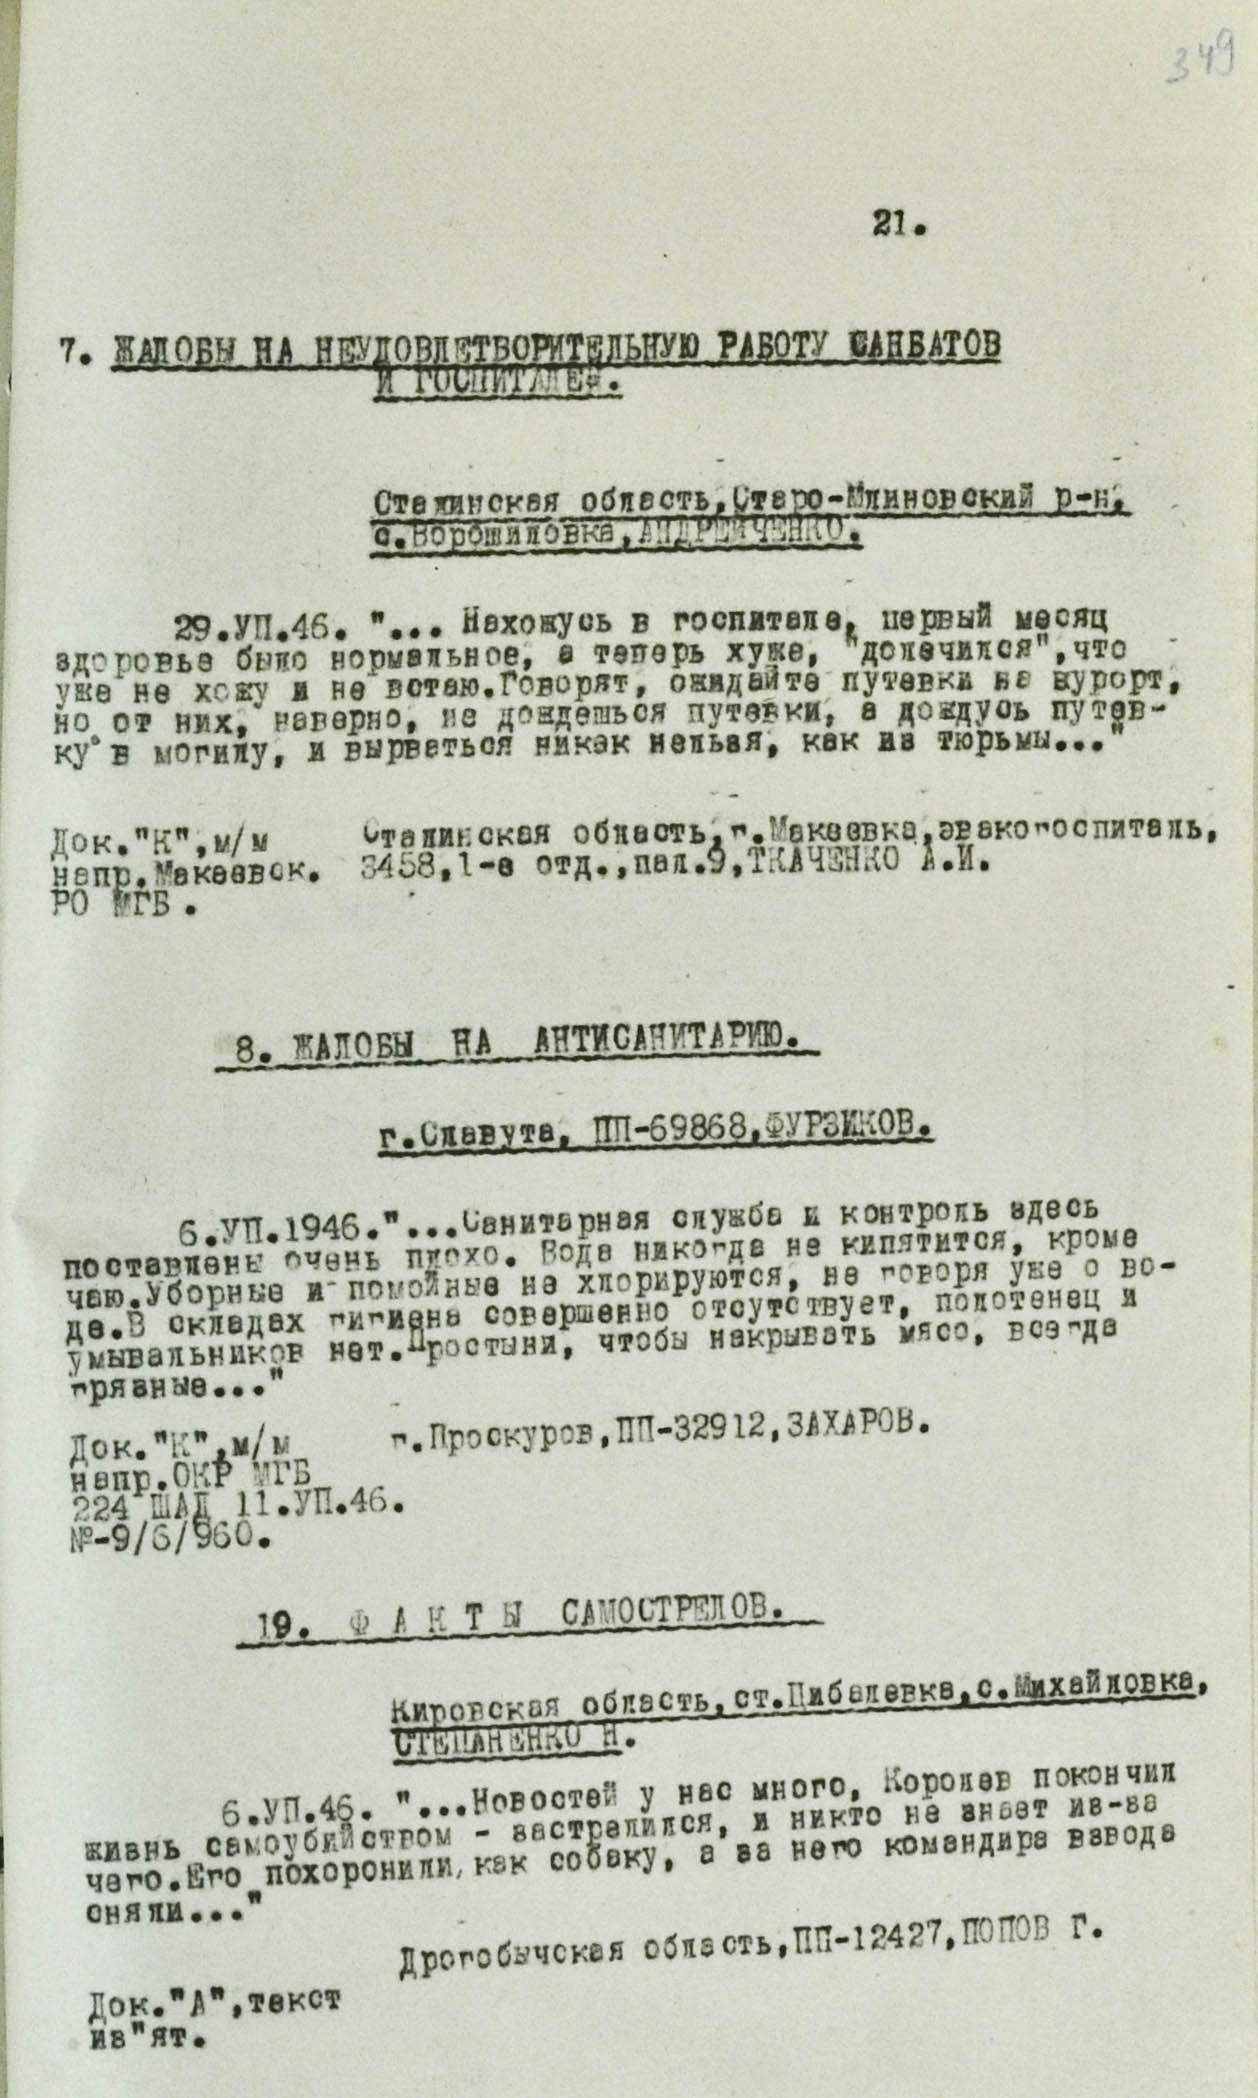 349
21.
7. ЖАЛОБЫ НА НЕУДОВЛЕТВОРИТЕЛЬНУЮ РАБОТУ САНБАТОВ
И ГОСПИТАЛЕЙ.
Сталинская область,Старо-Млиновский р-н,
с.Ворошиловка,АНДРЕЙЧЕНКО.
29.УП.46. "... Нахожусь в госпитале, первый месяц
здоровье было нормальное, а теперь хуже, "долечился",что
уже не хожу и не встаю.Говорят, ожидайте путевки на курорт,
но от них, наверно, не дождешься путевки, а дождусь путев-
ку в могилу, и вырваться никак нельзя, как из тюрьмы..."
Док."К",м/м Сталинская область,г.Макеевка,эвакогоспиталь,
напр.Макеевск. 3458,1-е отд.,пал.9,ТКАЧЕНКО А.И.
РО МГБ.
8. ЖАЛОБЫ НА АНТИСАНИТАРИЮ.
г.Славута, ПП-69868,ФУРЗИКОВ.
6.УП.1946."...Санитарная служба и контроль здесь
поставлены очень плохо. Вода никогда не кипятится, кроме
чаю.Уборные и помойные не хлорируются, не говоря уже о во-
де.В складах гигиена совершенно отсутствует, полотенец и
умывальников нет.Простыни, чтобы накрывать мясо, всегда
грязные..."
Док."К",м/м г.Проскуров,ПП-32912,ЗАХАРОВ.
напр.ОКР МГБ
224 ШАД 11.УП.46.
№-9/6/960.
19. Ф А К Т Ы САМОСТРЕЛОВ.
Кировская область,ст.Цибалевка,с.Михайловка,
СТЕПАНЕНКО Н.
6.УП.46. "...Новостей у нас много, Королев покончил
жизнь самоубийством - застрелился, и никто не знает из-за
чего.Его похоронили, как собаку, а за него командира взвода
сняли..."
Дрогобычская область,ПП-12427,ПОПОВ Г.
Док."А",текст
из"ят.